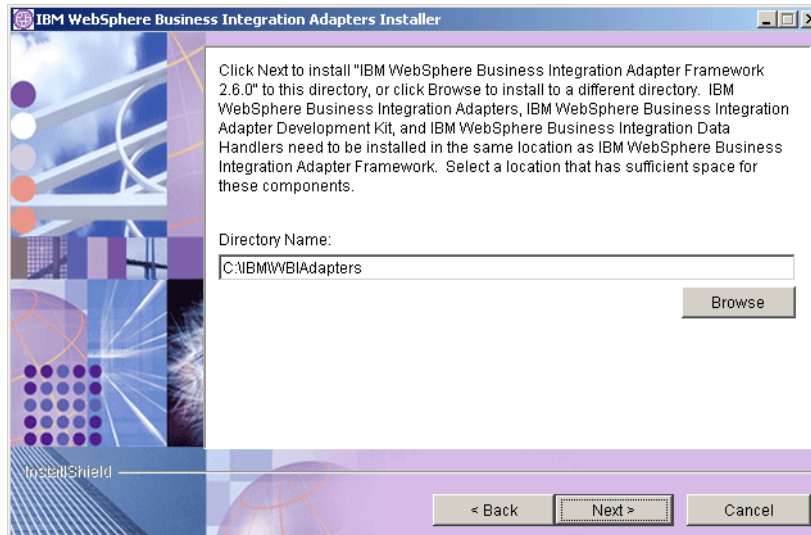 IBM WebSphere Business Integration Adapters Installer
Click Next to install "IBM WebSphere Business Integration Adapter Framework
2.6.0" to this directory, or click Browse to install to a different directory. IBM
WebSphere Business Integration Adapters, IBM WebSphere Business Integration
Adapter Development Kit, and IBM WebSphere Business Integration Data
Handlers need to be installed in the same location as IBM WebSphere Business
Integration Adapter Framework. Select a location that has sufficient space for
these components.
Directory Name:
C:\IBM\WBIAdapters
Browse
InstallShield
< Back
Next >
Cancel